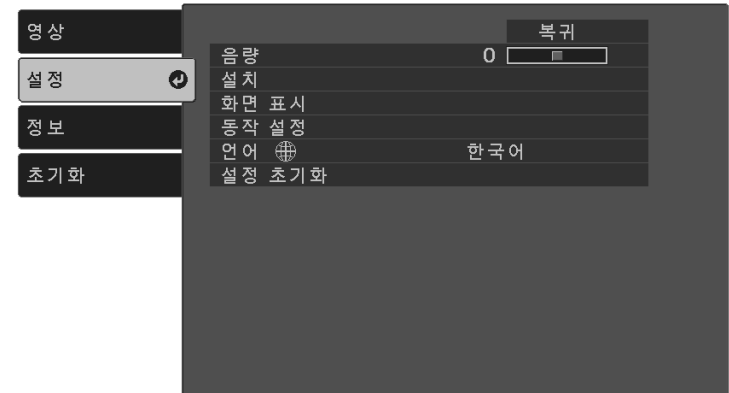 영상
설정
정보
초기화
복귀
음량 0
설치
화면 표시
동작 설정
언어 한국어
설정 초기화